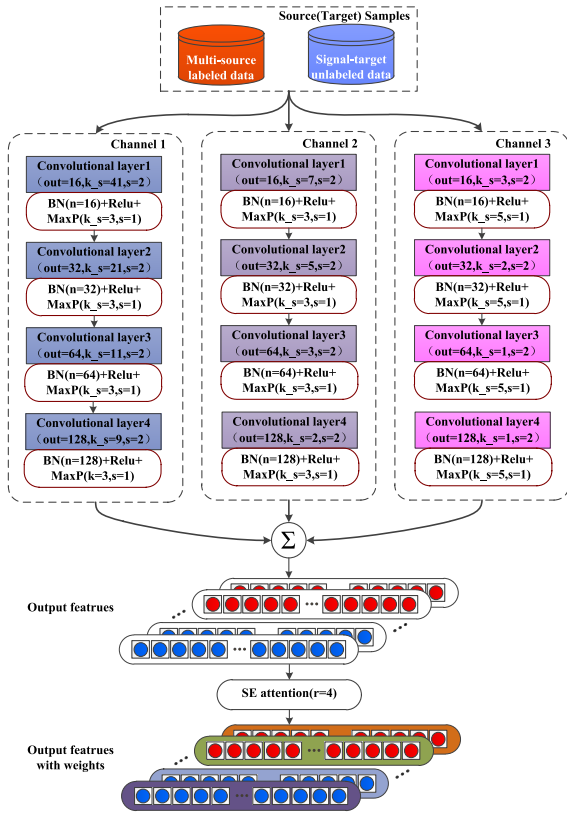 Source(Target) Samples
Multi-source
labeled data
Signal-target
unlabeled data
Channel 1
Convolutional layer1
(out=16,k_s=41,s=2)
BN(n=16)+Relu+
MaxP(k_s=3,s=1)
Convolutional layer2
(out=32,k_s=21,s=2)
BN(n=32)+Relu+
MaxP(k_s=3,s=1)
Convolutional layer3
(out=64,k_s=11,s=2)
BN(n=64)+Relu+
MaxP(k_s=3,s=1)
Convolutional layer4
(out=128,k_s=9,s=2)
BN(n=128)+Relu+
MaxP(k=3,s=1)
Channel 2
Convolutional layer1
(out=16,k_s=7,s=2)
BN(n=16)+Relu+
MaxP(k_s=3,s=1)
Convolutional layer2
(out=32,k_s=5,s=2)
BN(n=32)+Relu+
MaxP(k_s=3,s=1)
Convolutional layer3
(out=64,k_s=3,s=2)
BN(n=64)+Relu+
MaxP(k_s=3,s=1)
Convolutional layer4
(out=128,k_s=2,s=2)
BN(n=128)+Relu+
MaxP(k_s=3,s=1)
Channel 3
Convolutional layer1
(out=16,k_s=3,s=2)
BN(n=16)+Relu+
MaxP(k_s=5,s=1)
Convolutional layer2
(out=32,k_s=2,s=2)
BN(n=32)+Relu+
MaxP(k_s=5,s=1)
Convolutional layer3
(out=64,k_s=1,s=2)
BN(n=64)+Relu+
MaxP(k_s=5,s=1)
Convolutional layer4
(out=128,k_s=1,s=2)
BN(n=128)+Relu+
MaxP(k_s=5,s=1)
Σ
Output featrues
SE attention(r=4)
Output featrues
with weights